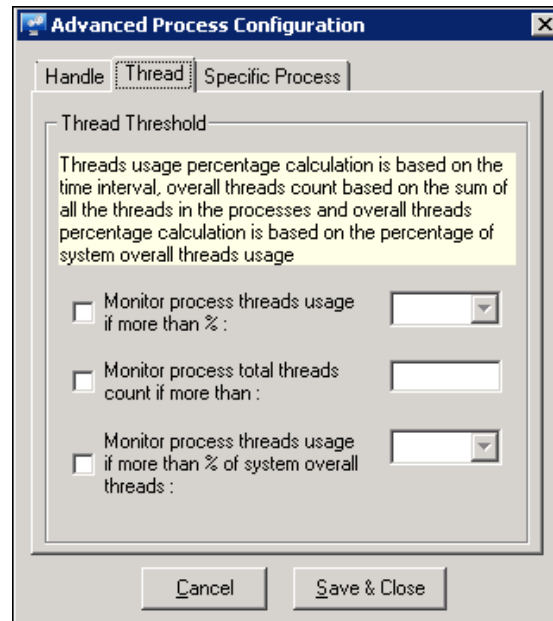 Advanced Process Configuration
Handle
Thread
Specific Process
Thread Threshold
Threads usage percentage calculation is based on the
time interval, overall threads count based on the sum of
all the threads in the processes and overall threads
percentage calculation is based on the percentage of
system overall threads usage
Monitor process threads usage
if more than % :
Monitor process total threads
count if more than :
Monitor process threads usage
if more than % of system overall
threads :
Cancel
Save & Close